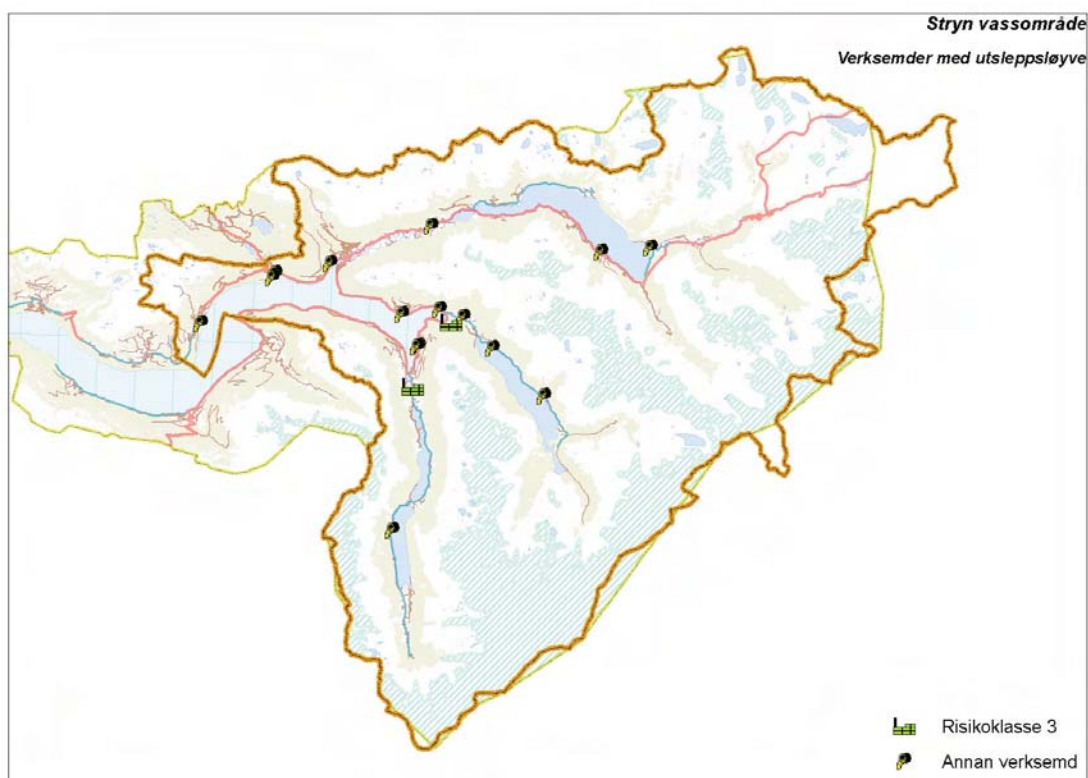 Stryn vassområde
Verksemder med utsleppsløyve
Risikoklasse 3
Annan verksemd